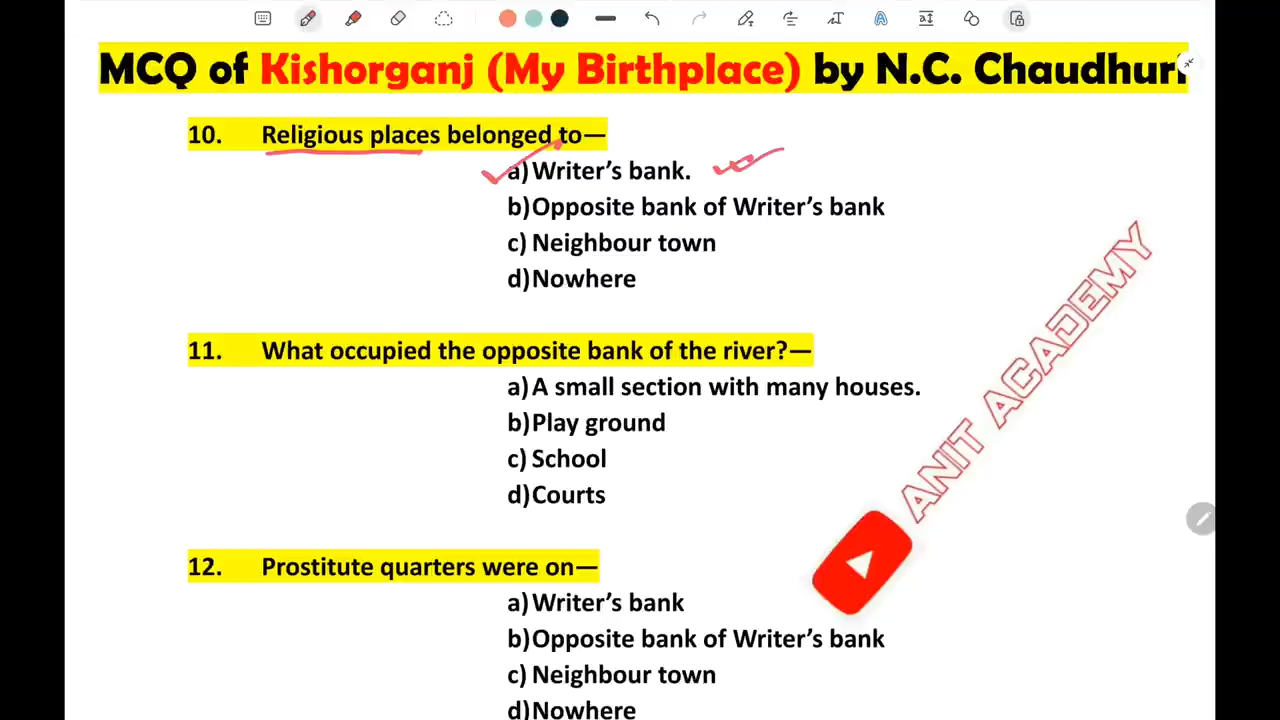 MCQ of Kishorganj (My Birthplace) by N.C. Chaudhuri
10. Religious places belonged to—
a) Writer's bank.
b) Opposite bank of Writer's bank
c) Neighbour town
d) Nowhere
11. What occupied the opposite bank of the river?—
a) A small section with many houses.
b) Play ground
c) School
d) Courts
12. Prostitute quarters were on—
a) Writer's bank
b) Opposite bank of Writer's bank
c) Neighbour town
d) Nowhere
ANIT ACADEMY